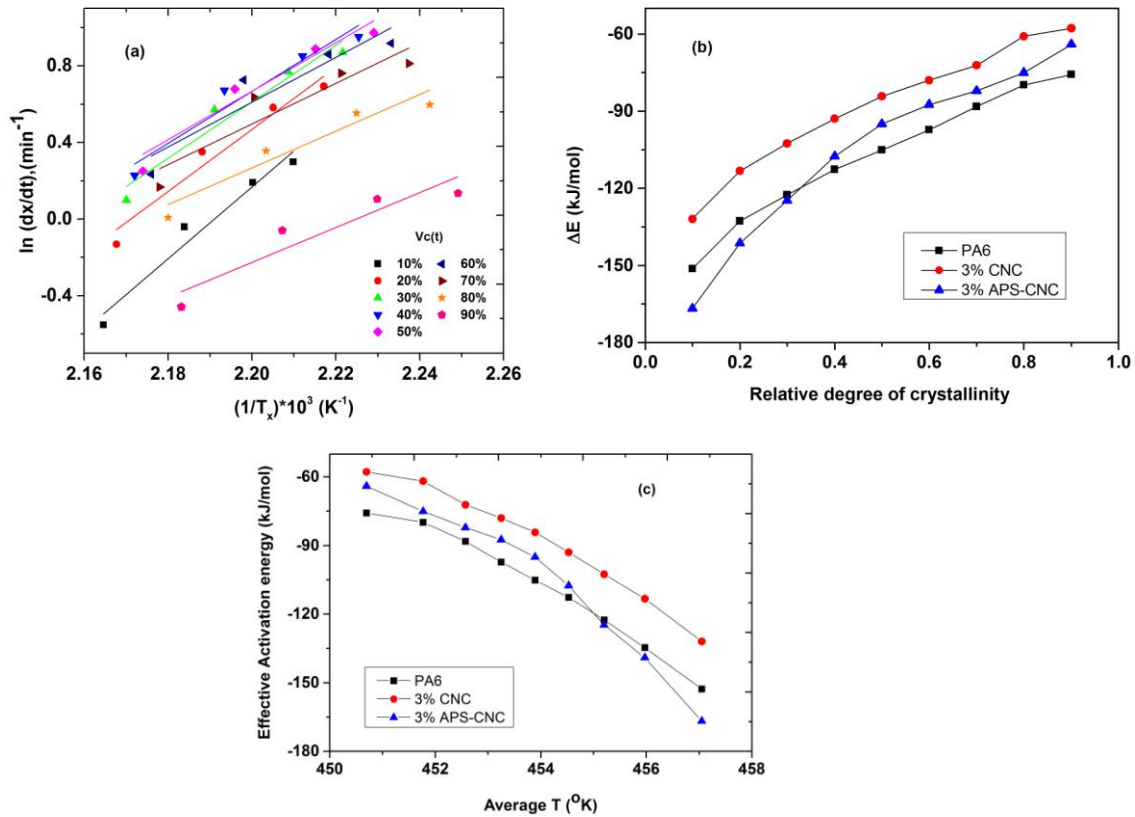 (a)
ln (dx/dt),(min⁻¹)
0.8
0.4
0.0
-0.4
Vc(t)
10% 60%
20% 70%
30% 80%
40% 90%
50%
2.16 2.18 2.20 2.22 2.24 2.26
(1/Tₓ)*10³ (K⁻¹)
(b)
ΔE (kJ/mol)
-60
-90
-120
-150
-180
PA6
3% CNC
3% APS-CNC
0.0 0.2 0.4 0.6 0.8 1.0
Relative degree of crystallinity
(c)
Effective Activation energy (kJ/mol)
-60
-90
-120
-150
-180
PA6
3% CNC
3% APS-CNC
450 452 454 456 458
Average T (⁰K)